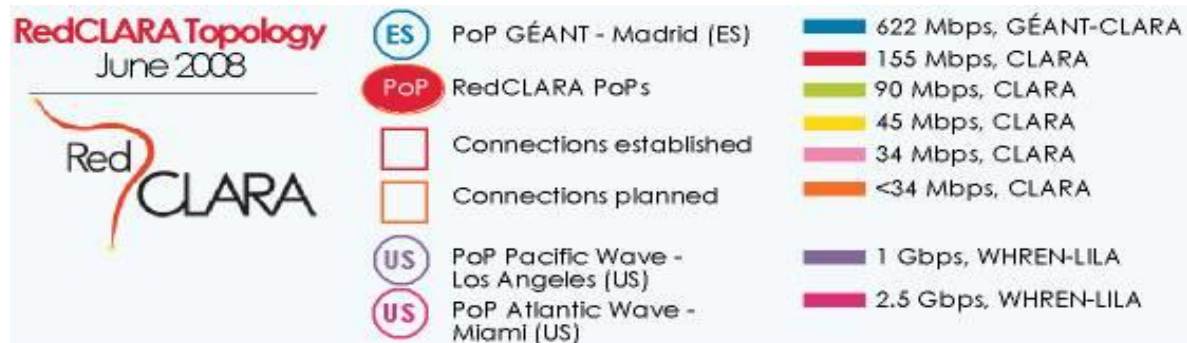 RedCLARA Topology
June 2008
Red
CLARA
ES
PoP GÉANT - Madrid (ES)
PoP
RedCLARA PoPs
Connections established
Connections planned
US
PoP Pacific Wave -
Los Angeles (US)
US
PoP Atlantic Wave -
Miami (US)
622 Mbps, GÉANT-CLARA
155 Mbps, CLARA
90 Mbps, CLARA
45 Mbps, CLARA
34 Mbps, CLARA
<34 Mbps, CLARA
1 Gbps, WHREN-LILA
2.5 Gbps, WHREN-LILA